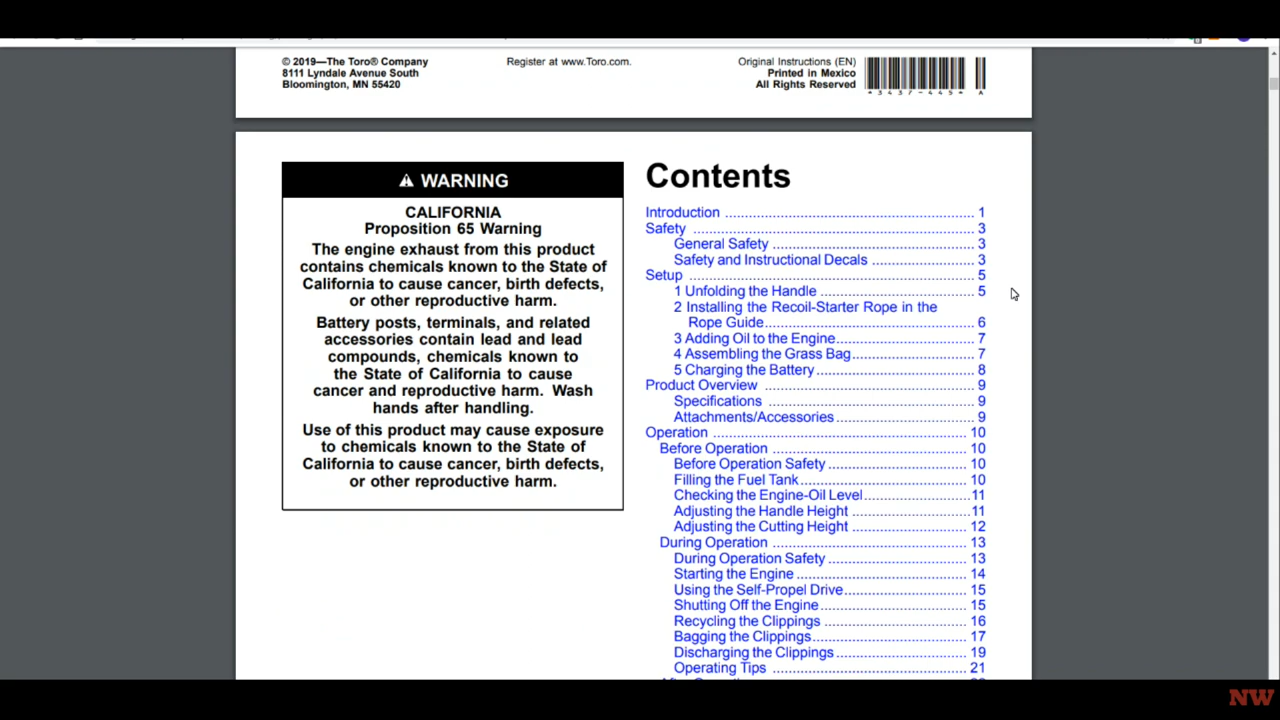 © 2019—The Toro® Company
8111 Lyndale Avenue South
Bloomington, MN 55420
Register at www.Toro.com.
Original Instructions (EN)
Printed in Mexico
All Rights Reserved
*3437-445* A
WARNING
CALIFORNIA
Proposition 65 Warning
The engine exhaust from this product
contains chemicals known to the State of
California to cause cancer, birth defects,
or other reproductive harm.
Battery posts, terminals, and related
accessories contain lead and lead
compounds, chemicals known to
the State of California to cause
cancer and reproductive harm. Wash
hands after handling.
Use of this product may cause exposure
to chemicals known to the State of
California to cause cancer, birth defects,
or other reproductive harm.
Contents
Introduction ................................................................ 1
Safety ........................................................................ 3
General Safety .................................................... 3
Safety and Instructional Decals ........................ 3
Setup ......................................................................... 5
1 Unfolding the Handle ....................................... 5
2 Installing the Recoil-Starter Rope in the
Rope Guide...................................................... 6
3 Adding Oil to the Engine.................................. 7
4 Assembling the Grass Bag.............................. 7
5 Charging the Battery ....................................... 8
Product Overview ..................................................... 9
Specifications ..................................................... 9
Attachments/Accessories.................................. 9
Operation .................................................................. 10
Before Operation .................................................. 10
Before Operation Safety ................................... 10
Filling the Fuel Tank........................................... 10
Checking the Engine-Oil Level.......................... 11
Adjusting the Handle Height ............................. 11
Adjusting the Cutting Height ............................. 12
During Operation .................................................. 13
During Operation Safety ................................... 13
Starting the Engine ............................................ 14
Using the Self-Propel Drive............................... 15
Shutting Off the Engine..................................... 15
Recycling the Clippings ..................................... 16
Bagging the Clippings........................................ 17
Discharging the Clippings ................................. 19
Operating Tips ................................................... 21
NW